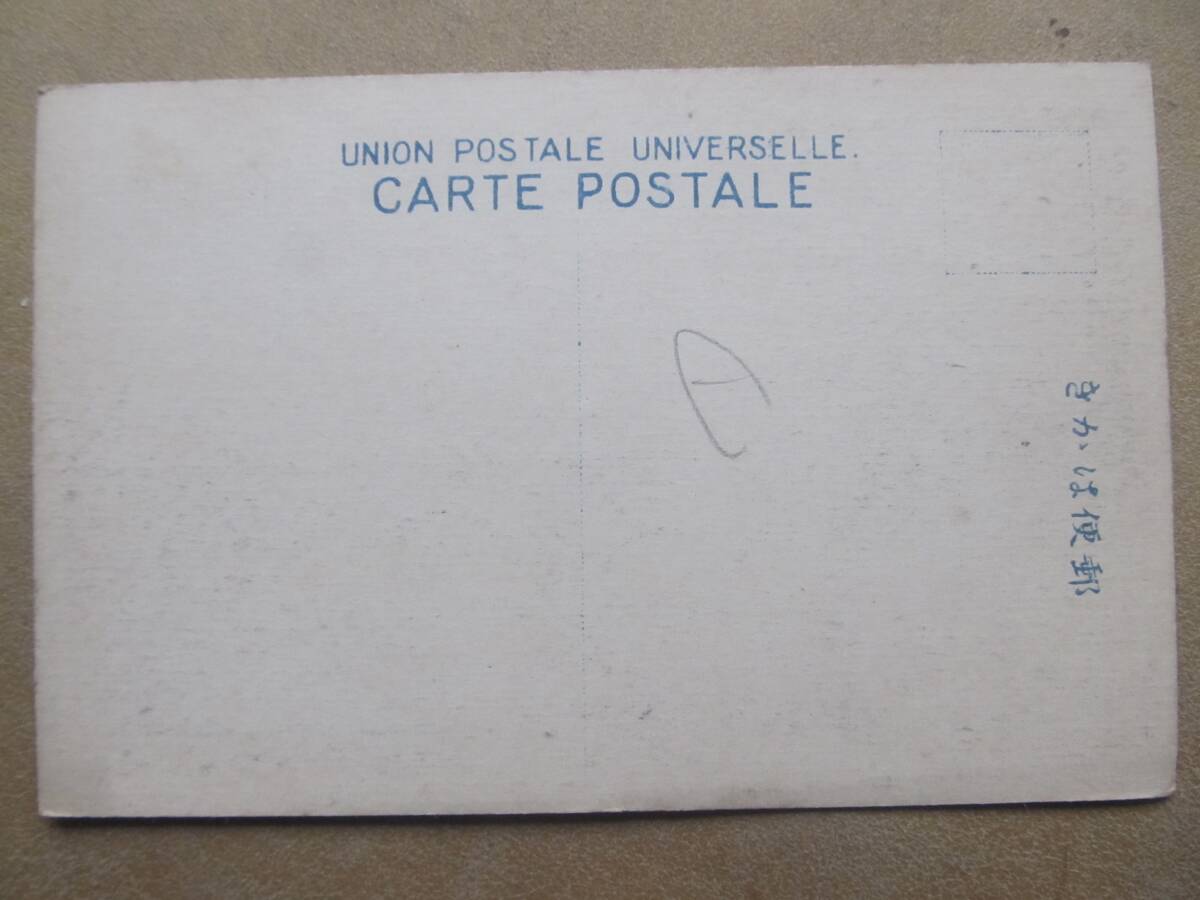 UNION POSTALE UNIVERSELLE.
CARTE POSTALE
きかは便郵